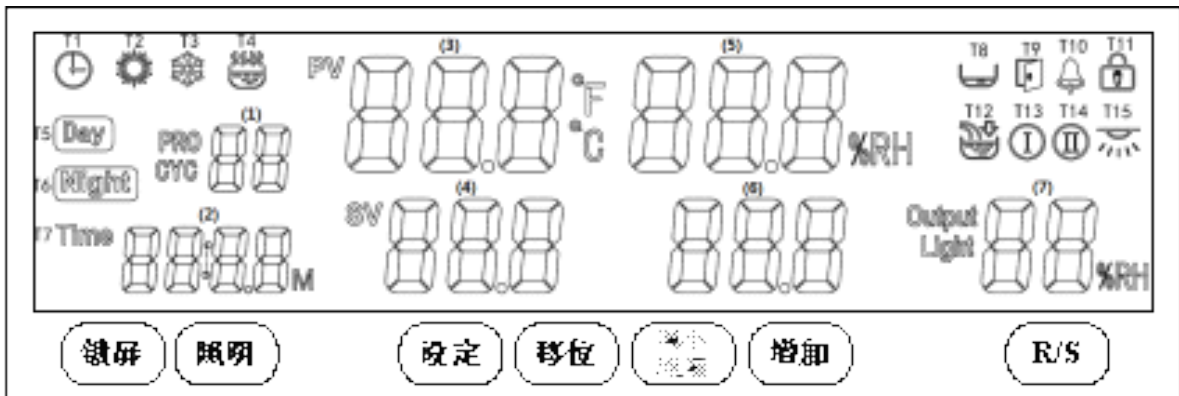 T1 T2 T3 T4 (3) (5) T8 T9 T10 T11
PV °F
T5 Day (1) PRO °C %RH T12 T13 T14 T15
T6 Night CYC I II
(2) (4) (6) (7)
T7 Time SV Output
Light
M %RH
锁屏 照明 设定 移位 增加 R/S